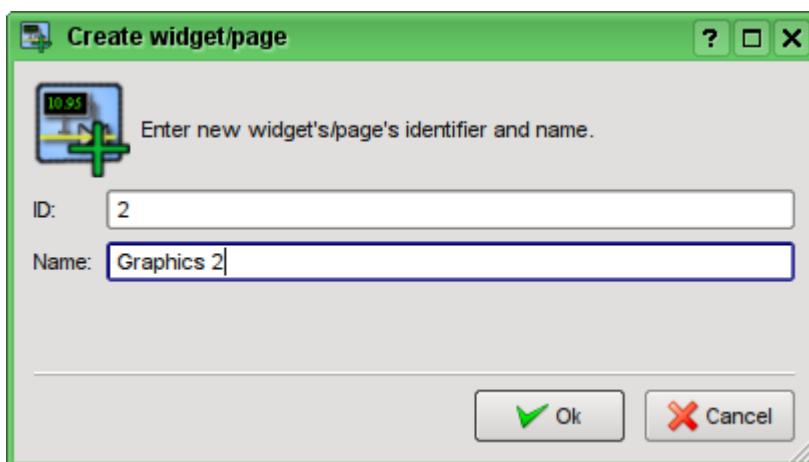 Create widget/page
?
10.95
Enter new widget's/page's identifier and name.
ID: 2
Name: Graphics 2
Ok Cancel